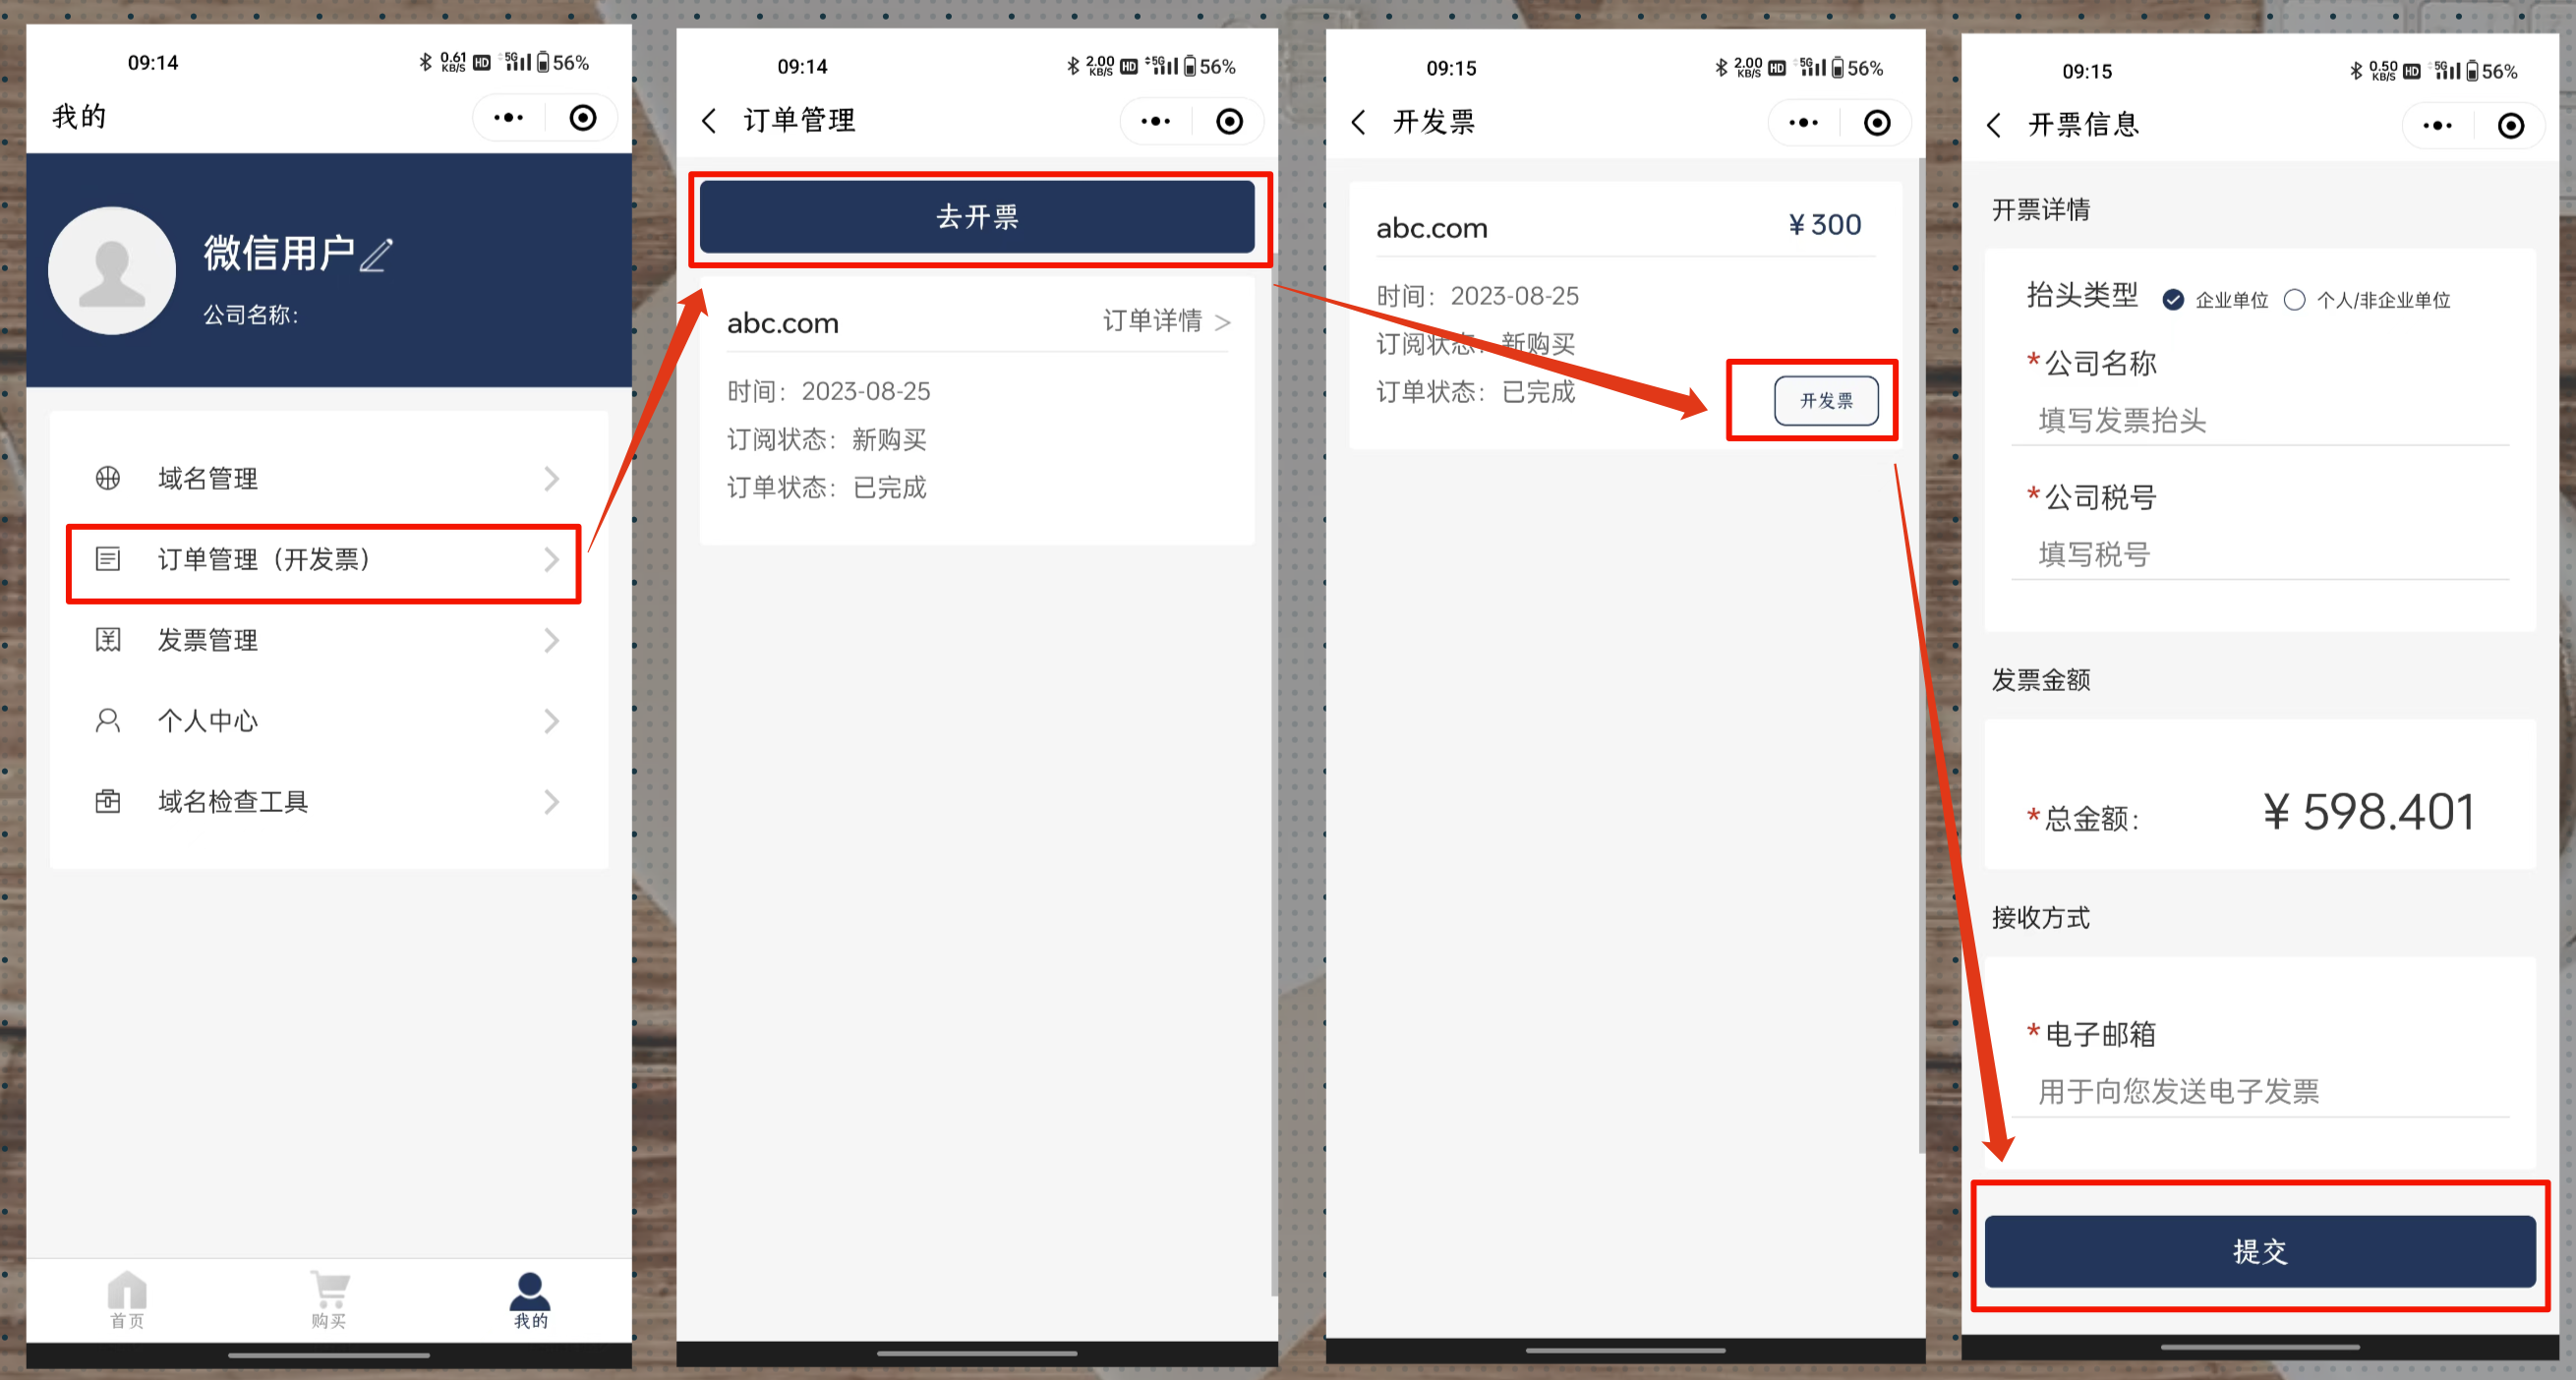 09:14
0.61 KB/S HD 5G 56%
我的
微信用户
公司名称:
域名管理
订单管理（开发票）
发票管理
个人中心
域名检查工具
首页
购买
我的
09:14
2.00 KB/S HD 5G 56%
订单管理
去开票
abc.com
订单详情 >
时间：2023-08-25
订阅状态：新购买
订单状态：已完成
09:15
2.00 KB/S HD 5G 56%
开发票
abc.com
¥ 300
时间：2023-08-25
订阅状态：新购买
订单状态：已完成
开发票
09:15
0.50 KB/S HD 5G 56%
开票信息
开票详情
抬头类型 企业单位 个人/非企业单位
*公司名称
填写发票抬头
*公司税号
填写税号
发票金额
*总金额: ¥ 598.401
接收方式
*电子邮箱
用于向您发送电子发票
提交